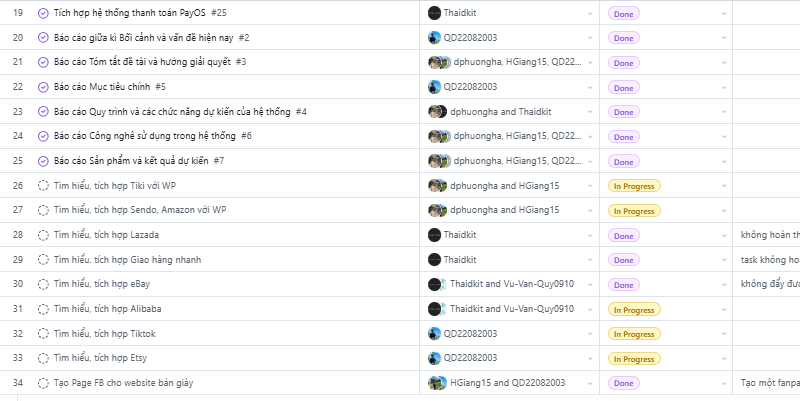 19 Tích hợp hệ thống thanh toán PayOS #25 Thaidkit Done
20 Báo cáo giữa kì Bối cảnh và vấn đề hiện nay #2 QD22082003 Done
21 Báo cáo Tóm tắt đề tài và hướng giải quyết #3 dphuongha, HGiang15, QD22... Done
22 Báo cáo Mục tiêu chính #5 QD22082003 Done
23 Báo cáo Quy trình và các chức năng dự kiến của hệ thống #4 dphuongha and Thaidkit Done
24 Báo cáo Công nghệ sử dụng trong hệ thống #6 dphuongha, HGiang15, QD22... Done
25 Báo cáo Sản phẩm và kết quả dự kiến #7 dphuongha, HGiang15, QD22... Done
26 Tìm hiểu, tích hợp Tiki với WP dphuongha and HGiang15 In Progress
27 Tìm hiểu, tích hợp Sendo, Amazon với WP dphuongha and HGiang15 In Progress
28 Tìm hiểu, tích hợp Lazada Thaidkit Done không hoàn th
29 Tìm hiểu, tích hợp Giao hàng nhanh Thaidkit Done task không ho
30 Tìm hiểu, tích hợp eBay Thaidkit and Vu-Van-Quy0910 Done không đẩy đư
31 Tìm hiểu, tích hợp Alibaba Thaidkit and Vu-Van-Quy0910 In Progress
32 Tìm hiểu, tích hợp Tiktok QD22082003 In Progress
33 Tìm hiểu, tích hợp Etsy QD22082003 In Progress
34 Tạo Page FB cho website bán giày HGiang15 and QD22082003 Done Tạo một fanpa